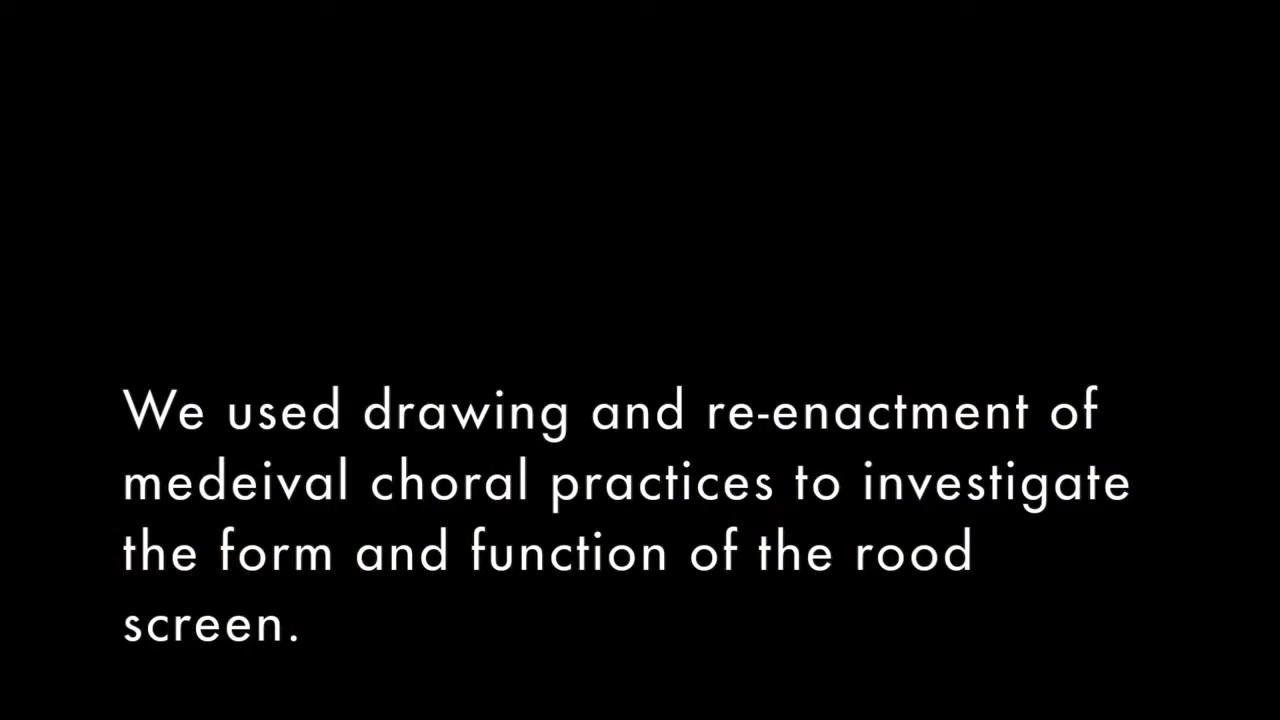 We used drawing and re-enactment of
medeival choral practices to investigate
the form and function of the rood
screen.